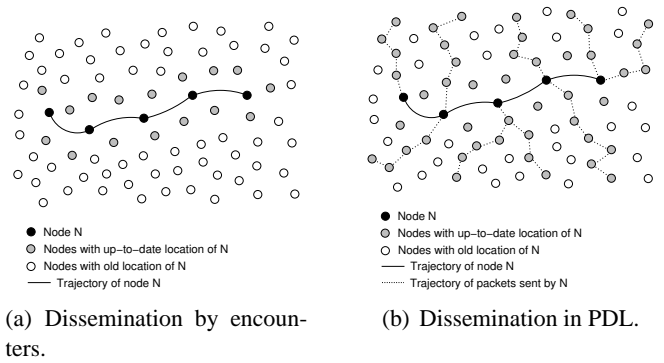 Node N
Nodes with up-to-date location of N
Nodes with old location of N
Trajectory of node N
(a) Dissemination by encoun-
ters.
Node N
Nodes with up-to-date location of N
Nodes with old location of N
Trajectory of node N
Trajectory of packets sent by N
(b) Dissemination in PDL.